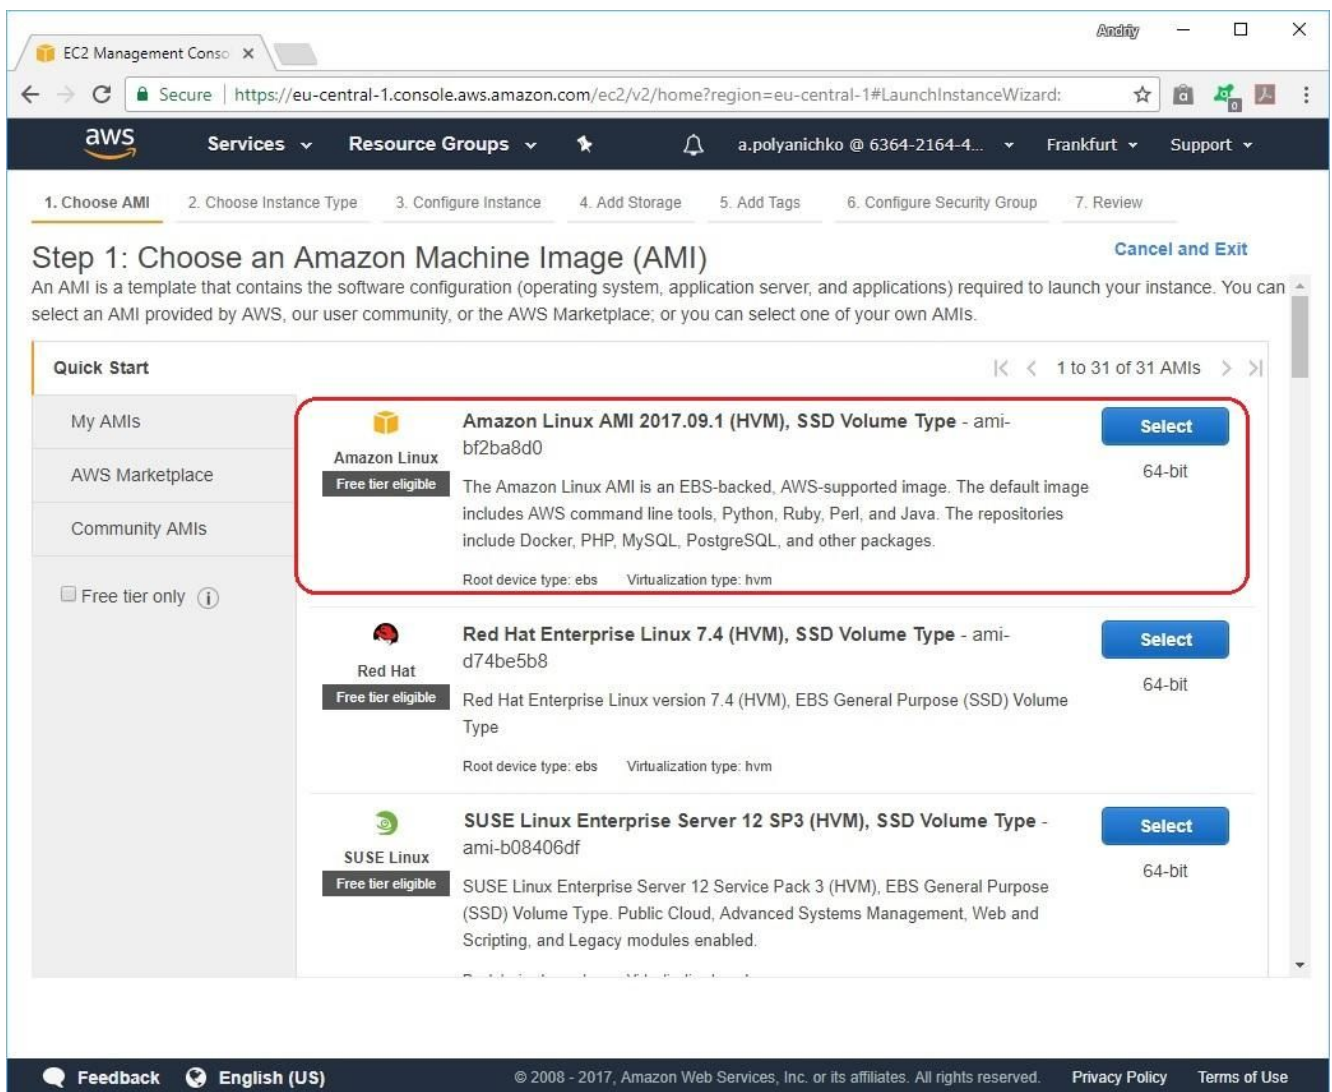 Andriy
EC2 Management Conso
Secure | https://eu-central-1.console.aws.amazon.com/ec2/v2/home?region=eu-central-1#LaunchInstanceWizard:
aws Services Resource Groups a.polyanichko @ 6364-2164-4... Frankfurt Support
1. Choose AMI 2. Choose Instance Type 3. Configure Instance 4. Add Storage 5. Add Tags 6. Configure Security Group 7. Review
Step 1: Choose an Amazon Machine Image (AMI)
Cancel and Exit
An AMI is a template that contains the software configuration (operating system, application server, and applications) required to launch your instance. You can
select an AMI provided by AWS, our user community, or the AWS Marketplace; or you can select one of your own AMIs.
Quick Start
My AMIs
AWS Marketplace
Community AMIs
Free tier only
1 to 31 of 31 AMIs
Amazon Linux
Free tier eligible
Amazon Linux AMI 2017.09.1 (HVM), SSD Volume Type - ami-
bf2ba8d0
The Amazon Linux AMI is an EBS-backed, AWS-supported image. The default image
includes AWS command line tools, Python, Ruby, Perl, and Java. The repositories
include Docker, PHP, MySQL, PostgreSQL, and other packages.
Root device type: ebs Virtualization type: hvm
Select
64-bit
Red Hat
Free tier eligible
Red Hat Enterprise Linux 7.4 (HVM), SSD Volume Type - ami-
d74be5b8
Red Hat Enterprise Linux version 7.4 (HVM), EBS General Purpose (SSD) Volume
Type
Root device type: ebs Virtualization type: hvm
Select
64-bit
SUSE Linux
Free tier eligible
SUSE Linux Enterprise Server 12 SP3 (HVM), SSD Volume Type -
ami-b08406df
SUSE Linux Enterprise Server 12 Service Pack 3 (HVM), EBS General Purpose
(SSD) Volume Type. Public Cloud, Advanced Systems Management, Web and
Scripting, and Legacy modules enabled.
Select
64-bit
Feedback English (US) © 2008 - 2017, Amazon Web Services, Inc. or its affiliates. All rights reserved. Privacy Policy Terms of Use